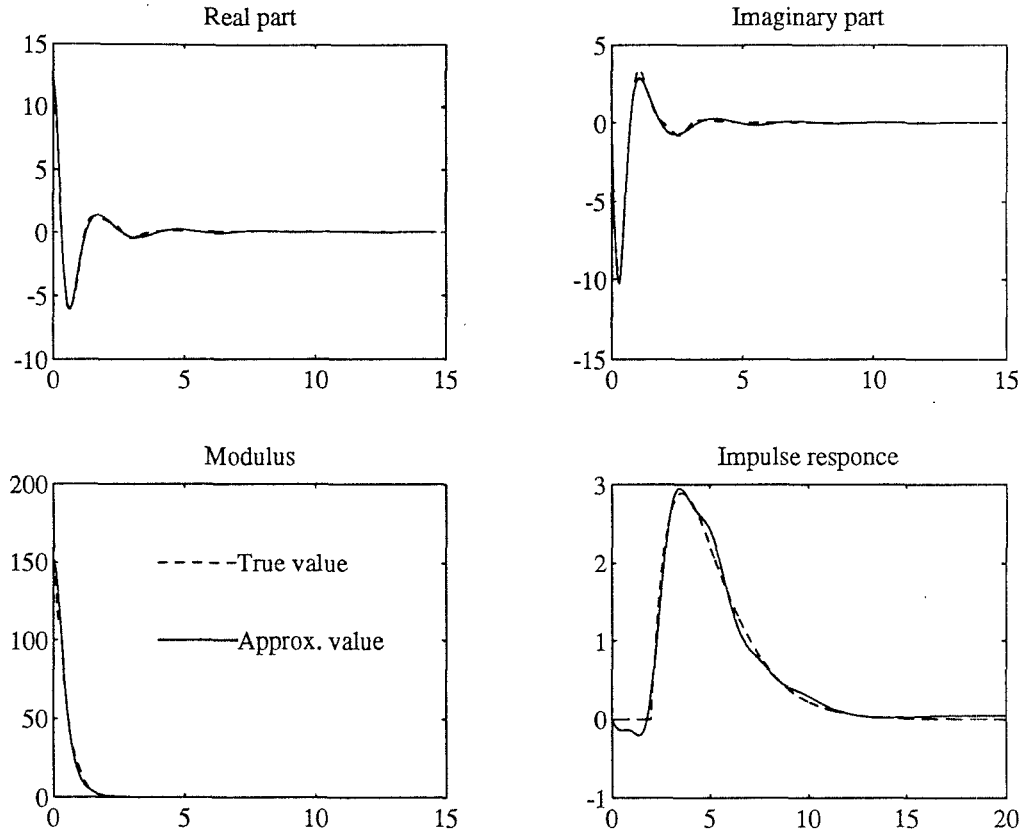 Real part
15
10
5
0
-5
-10
0 5 10 15
Imaginary part
5
0
-5
-10
-15
0 5 10 15
Modulus
200
150
100
50
0
0 5 10 15
True value
Approx. value
Impulse responce
3
2
1
0
-1
0 5 10 15 20